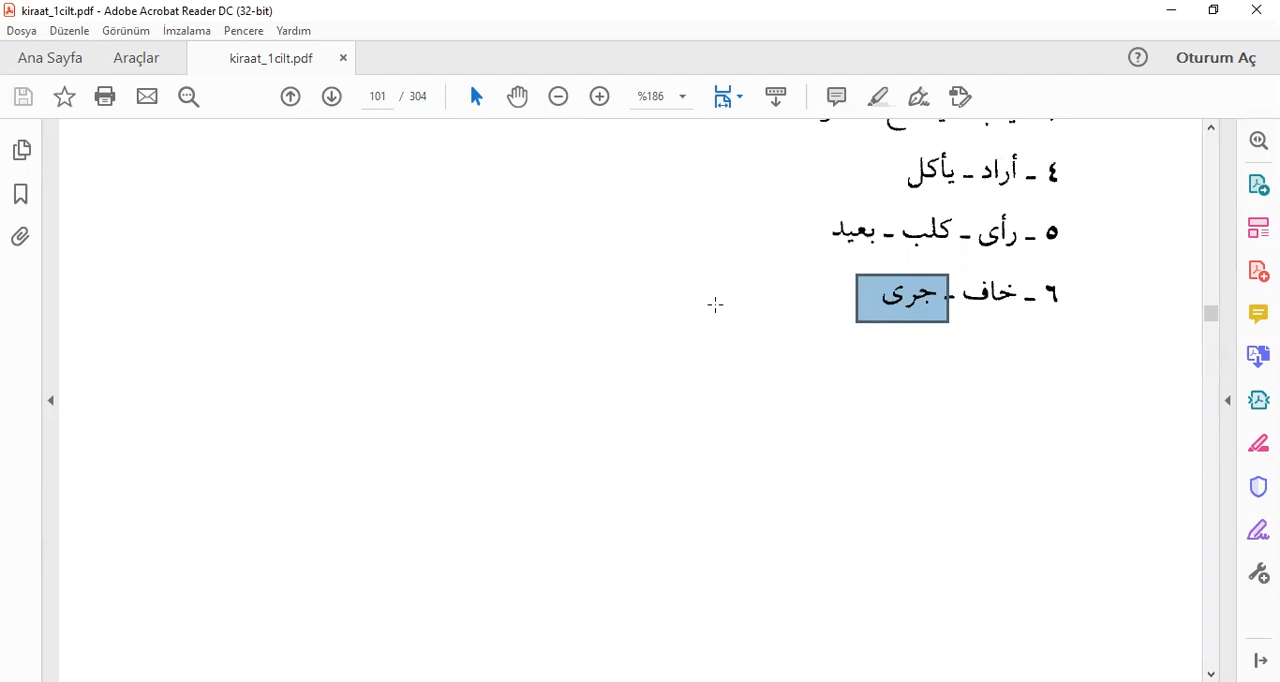 kiraat_1cilt.pdf - Adobe Acrobat Reader DC (32-bit)
Dosya Düzenle Görünüm İmzalama Pencere Yardım
Ana Sayfa Araçlar kiraat_1cilt.pdf × ? Oturum Aç
101 / 304 %186
٤ ـ أراد ـ يأكل
٥ ـ رأى ـ كلب ـ بعيد
٦ ـ خاف ـ جرى